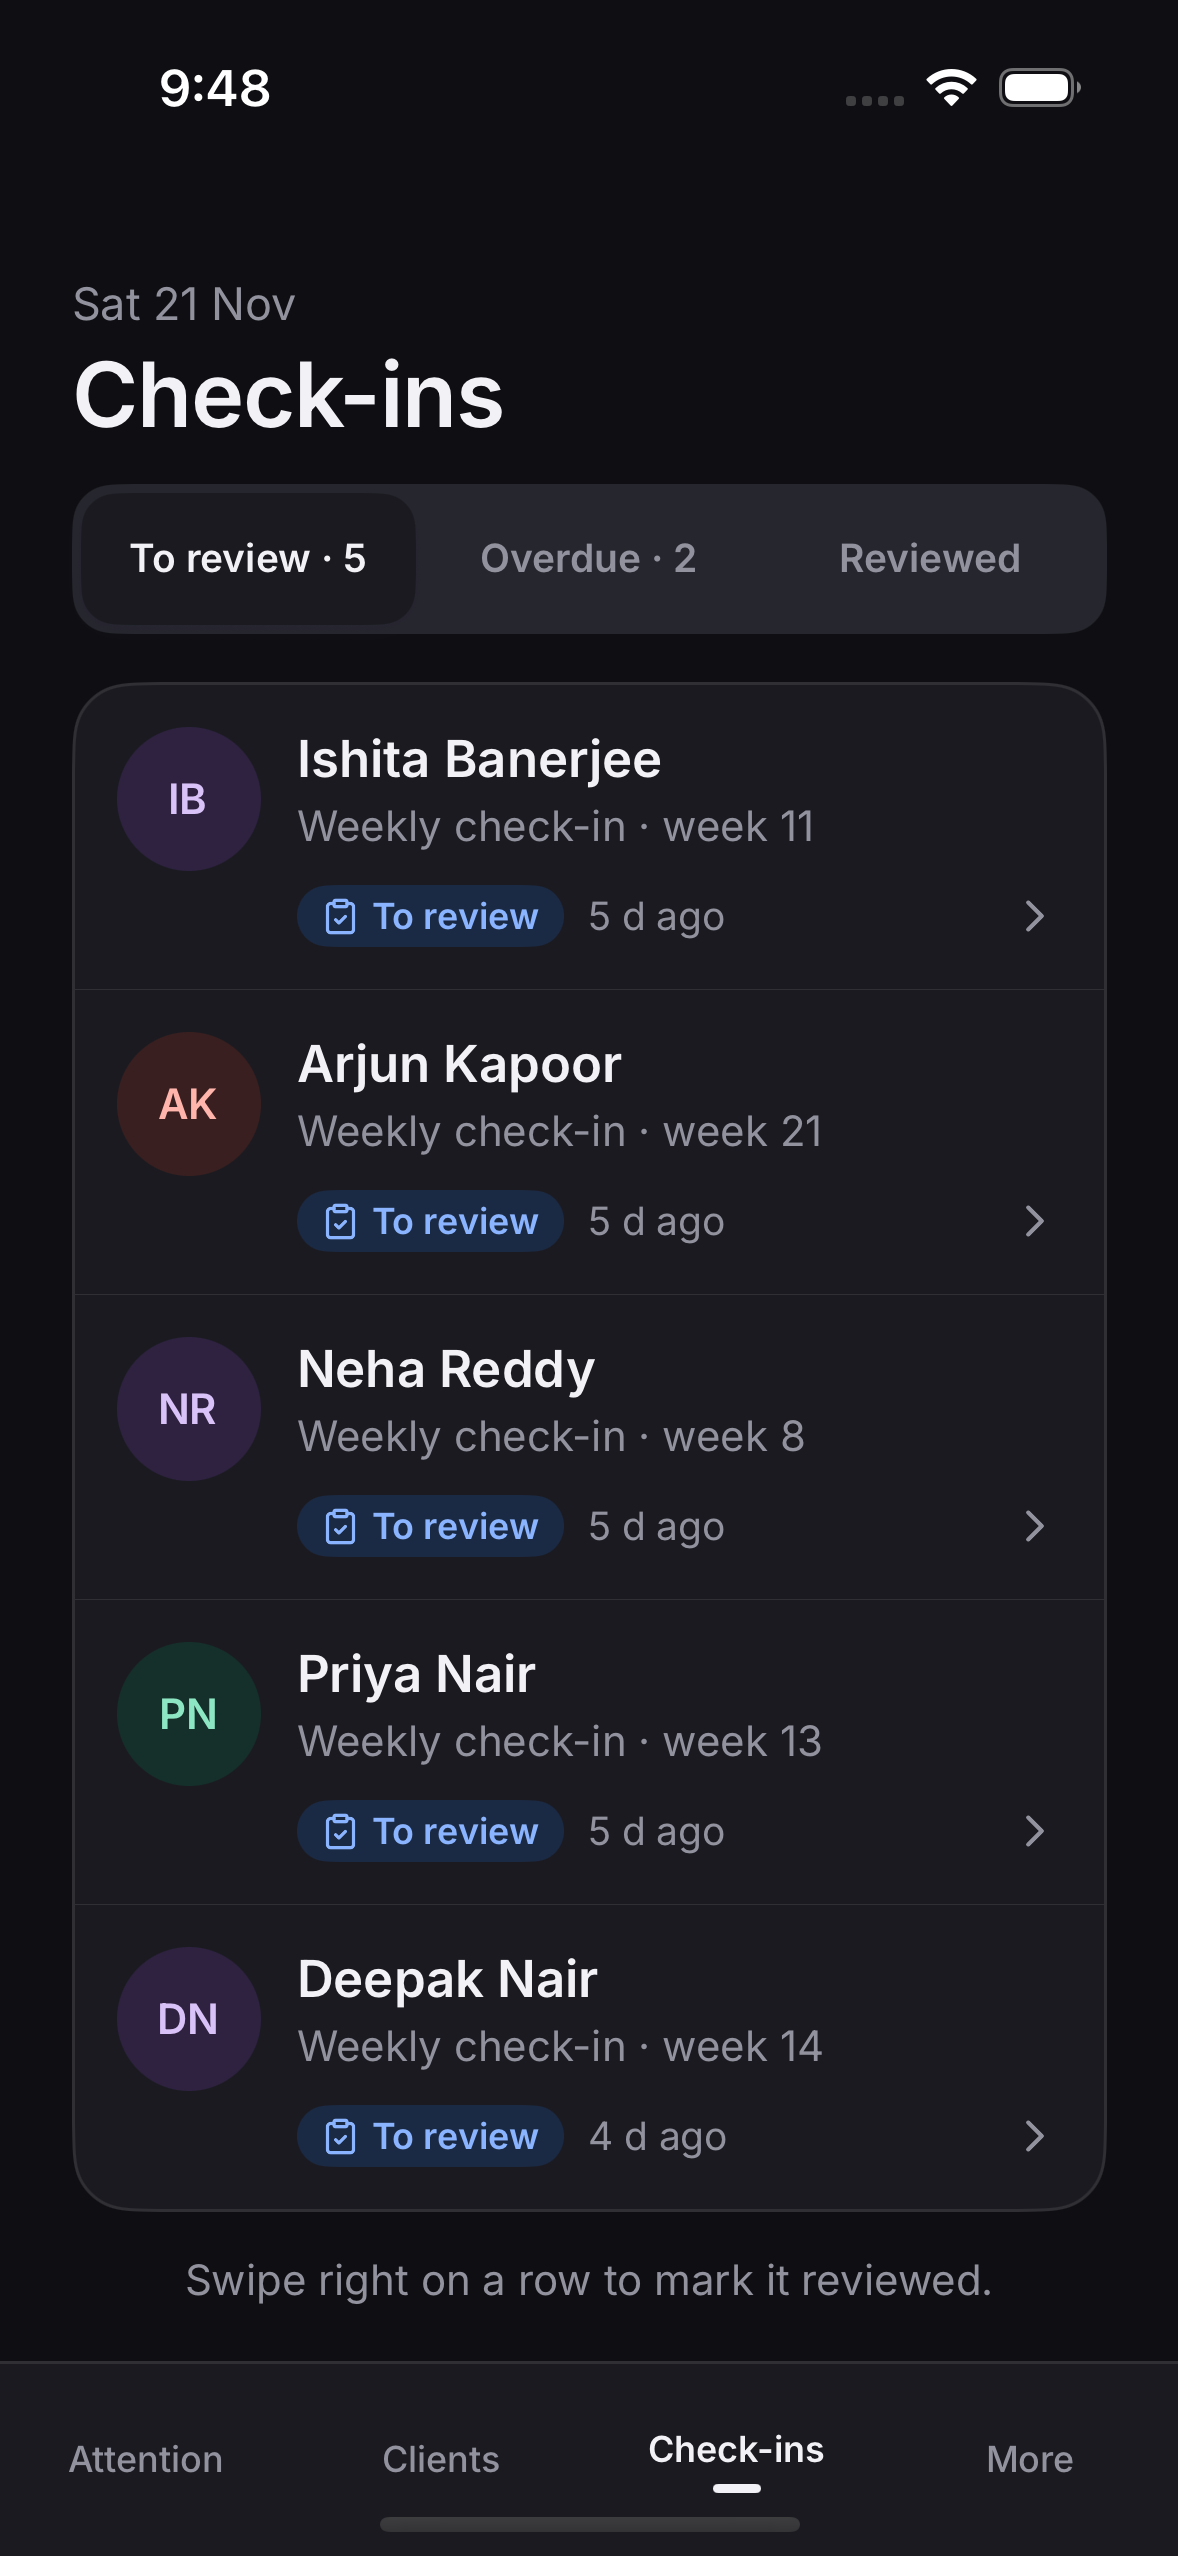 9:48
Sat 21 Nov
Check-ins
To review · 5
Overdue · 2
Reviewed
IB
Ishita Banerjee
Weekly check-in · week 11
To review
5 d ago
AK
Arjun Kapoor
Weekly check-in · week 21
To review
5 d ago
NR
Neha Reddy
Weekly check-in · week 8
To review
5 d ago
PN
Priya Nair
Weekly check-in · week 13
To review
5 d ago
DN
Deepak Nair
Weekly check-in · week 14
To review
4 d ago
Swipe right on a row to mark it reviewed.
Attention
Clients
Check-ins
More